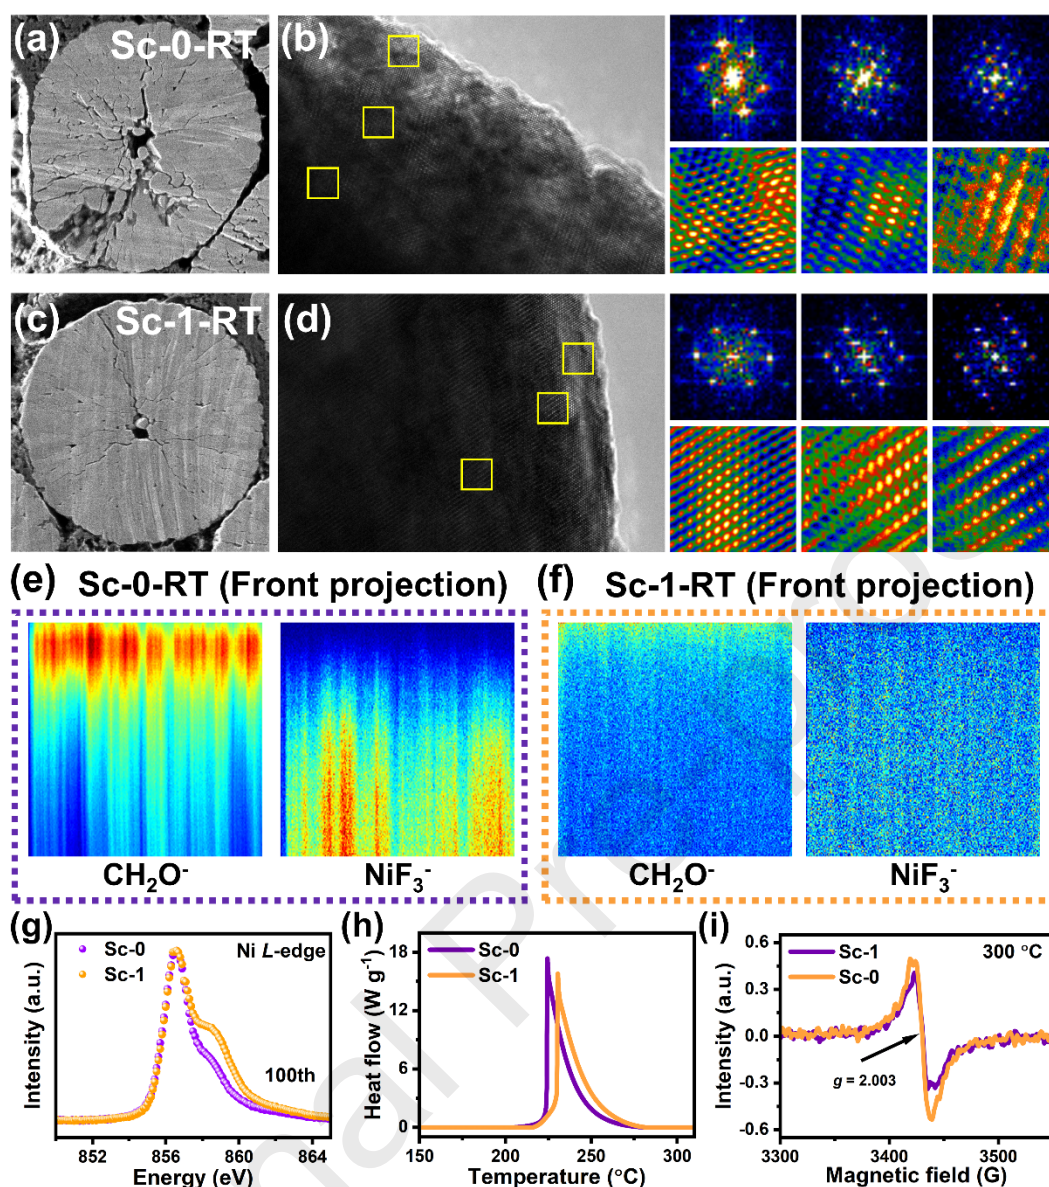 (a) Sc-0-RT
(b)
(c) Sc-1-RT
(d)
(e) Sc-0-RT (Front projection)
CH₂O⁻
NiF₃⁻
(f) Sc-1-RT (Front projection)
CH₂O⁻
NiF₃⁻
(g)
Sc-0
Sc-1
Ni L-edge
100th
Intensity (a.u.)
852 856 860 864
Energy (eV)
(h)
Sc-0
Sc-1
Heat flow (W g⁻¹)
18
12
6
0
150 200 250 300
Temperature (°C)
(i)
Sc-1
Sc-0
300 °C
g = 2.003
Intensity (a.u.)
0.6
0.3
0.0
-0.3
-0.6
3300 3400 3500
Magnetic field (G)